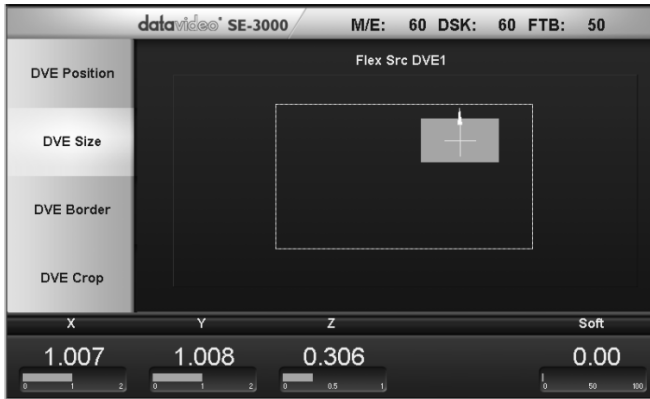 datavideo SE-3000 M/E: 60 DSK: 60 FTB: 50
Flex Src DVE1
DVE Position
DVE Size
DVE Border
DVE Crop
X Y Z Soft
1.007 1.008 0.306 0.00
0 1 2 0 1 2 0 0.5 1 0 50 100